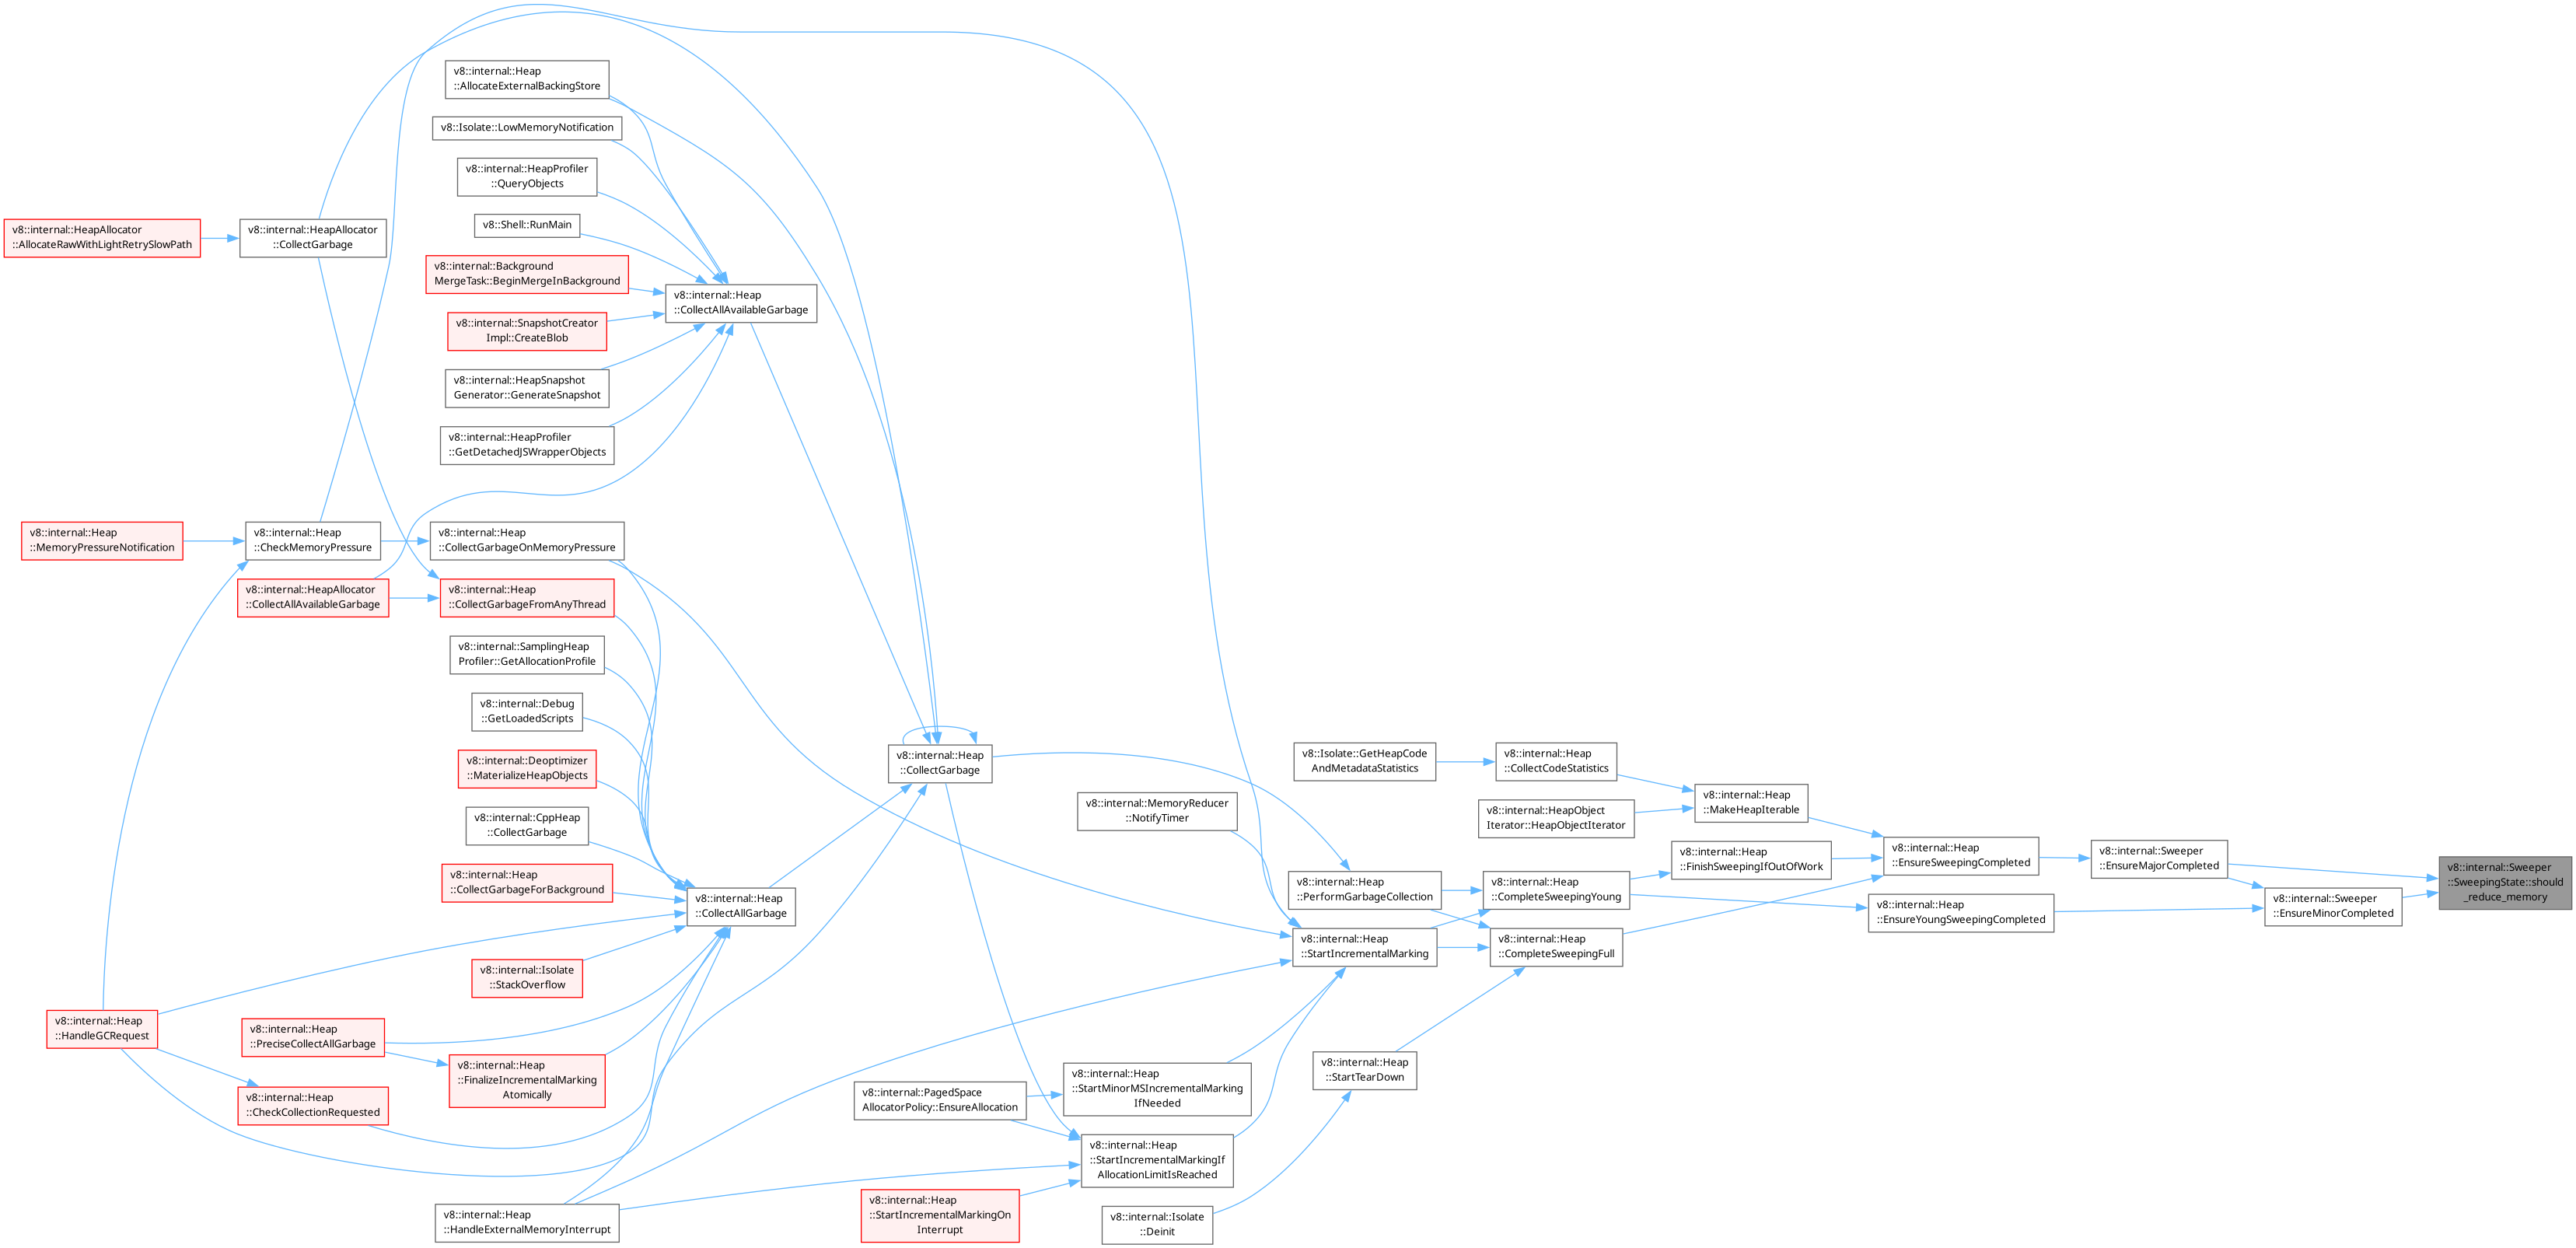 v8::internal::Heap
::AllocateExternalBackingStore
v8::Isolate::LowMemoryNotification
v8::internal::HeapProfiler
::QueryObjects
v8::Shell::RunMain
v8::internal::HeapAllocator
::AllocateRawWithLightRetrySlowPath
v8::internal::HeapAllocator
::CollectGarbage
v8::internal::Background
MergeTask::BeginMergeInBackground
v8::internal::Heap
::CollectAllAvailableGarbage
v8::internal::SnapshotCreator
Impl::CreateBlob
v8::internal::HeapSnapshot
Generator::GenerateSnapshot
v8::internal::HeapProfiler
::GetDetachedJSWrapperObjects
v8::internal::Heap
::MemoryPressureNotification
v8::internal::Heap
::CheckMemoryPressure
v8::internal::Heap
::CollectGarbageOnMemoryPressure
v8::internal::HeapAllocator
::CollectAllAvailableGarbage
v8::internal::Heap
::CollectGarbageFromAnyThread
v8::internal::SamplingHeap
Profiler::GetAllocationProfile
v8::internal::Debug
::GetLoadedScripts
v8::internal::Deoptimizer
::MaterializeHeapObjects
v8::internal::Heap
::CollectGarbage
v8::Isolate::GetHeapCode
AndMetadataStatistics
v8::internal::Heap
::CollectCodeStatistics
v8::internal::MemoryReducer
::NotifyTimer
v8::internal::HeapObject
Iterator::HeapObjectIterator
v8::internal::Heap
::MakeHeapIterable
v8::internal::CppHeap
::CollectGarbage
v8::internal::Heap
::FinishSweepingIfOutOfWork
v8::internal::Heap
::EnsureSweepingCompleted
v8::internal::Sweeper
::EnsureMajorCompleted
v8::internal::Sweeper
::SweepingState::should
_reduce_memory
v8::internal::Heap
::CollectGarbageForBackground
v8::internal::Heap
::CollectAllGarbage
v8::internal::Heap
::PerformGarbageCollection
v8::internal::Heap
::CompleteSweepingYoung
v8::internal::Heap
::EnsureYoungSweepingCompleted
v8::internal::Sweeper
::EnsureMinorCompleted
v8::internal::Heap
::StartIncrementalMarking
v8::internal::Heap
::CompleteSweepingFull
v8::internal::Isolate
::StackOverflow
v8::internal::Heap
::HandleGCRequest
v8::internal::Heap
::PreciseCollectAllGarbage
v8::internal::Heap
::FinalizeIncrementalMarking
Atomically
v8::internal::Heap
::CheckCollectionRequested
v8::internal::PagedSpace
AllocatorPolicy::EnsureAllocation
v8::internal::Heap
::StartMinorMSIncrementalMarking
IfNeeded
v8::internal::Heap
::StartTearDown
v8::internal::Heap
::StartIncrementalMarkingIf
AllocationLimitIsReached
v8::internal::Heap
::HandleExternalMemoryInterrupt
v8::internal::Heap
::StartIncrementalMarkingOn
Interrupt
v8::internal::Isolate
::Deinit